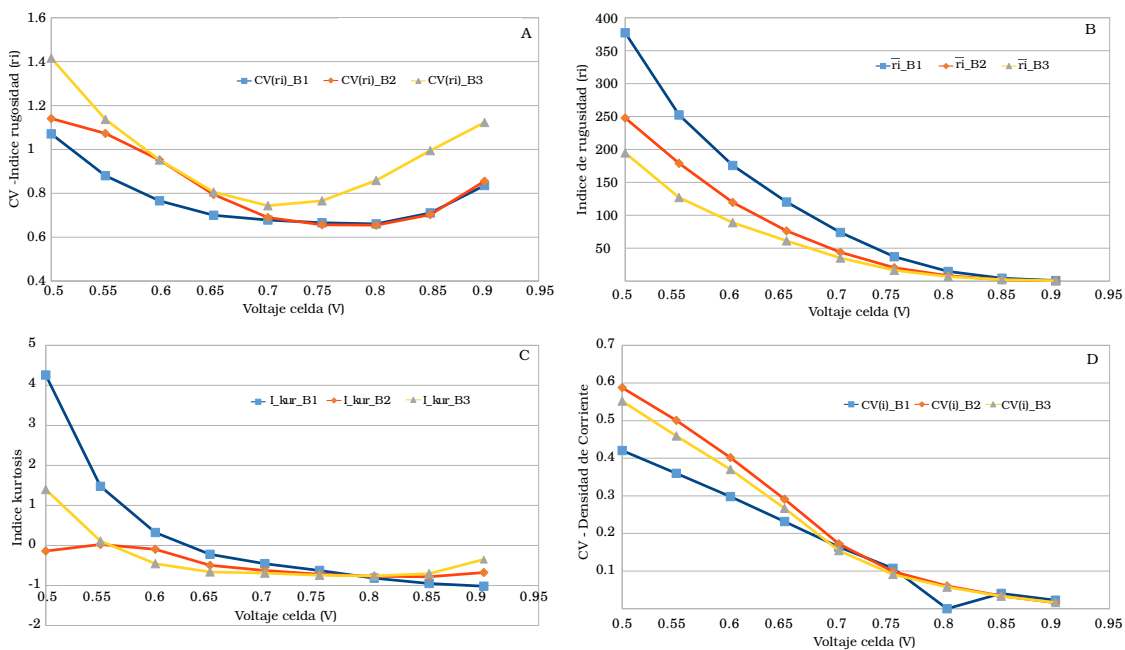 A
CV -Indice rugosidad (ri)
1.6
1.4
1.2
1
0.8
0.6
0.4
CV(ri)_B1 CV(ri)_B2 CV(ri)_B3
0.5 0.55 0.6 0.65 0.7 0.75 0.8 0.85 0.9 0.95
Voltaje celda (V)
B
Indice de rugusidad (ri)
400
350
300
250
200
150
100
50
ri_B1 ri_B2 ri_B3
0.5 0.55 0.6 0.65 0.7 0.75 0.8 0.85 0.9 0.95
Voltaje celda (V)
C
Indice kurtosis
5
4
3
2
1
0
-1
-2
I_kur_B1 I_kur_B2 I_kur_B3
0.5 0.55 0.6 0.65 0.7 0.75 0.8 0.85 0.9 0.95
Voltaje celda (V)
D
CV - Densidad de Corriente
0.7
0.6
0.5
0.4
0.3
0.2
0.1
CV(i)_B1 CV(i)_B2 CV(i)_B3
0.5 0.55 0.6 0.65 0.7 0.75 0.8 0.85 0.9 0.95
Voltaje celda (V)